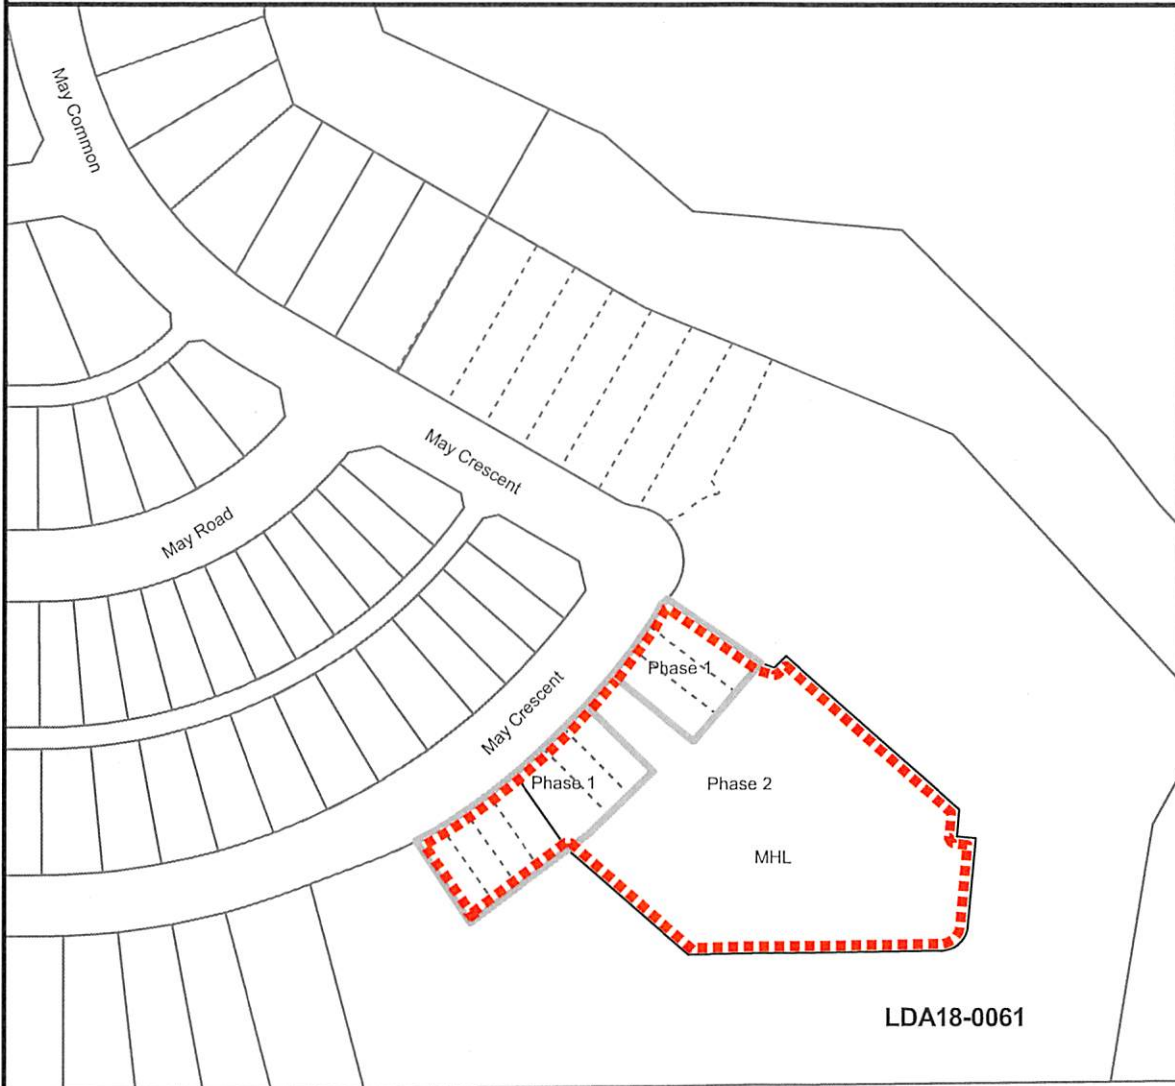 May Common
May Crescent
May Road
Phase 1
May Crescent
Phase 1
Phase 2
MHL
LDA18-0061